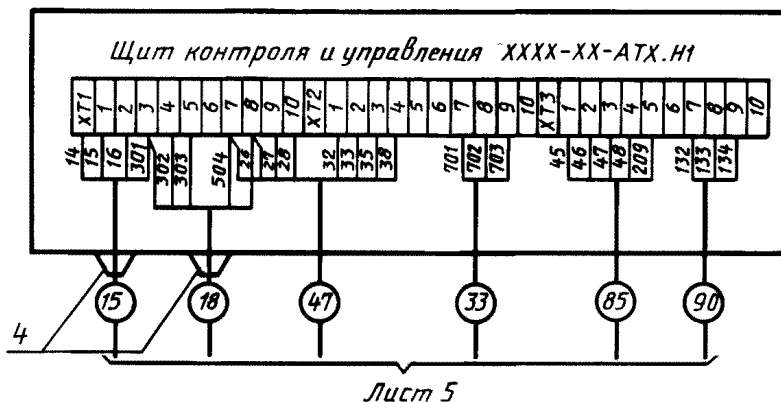 Щит контроля и управления XXXX-XX-АТХ.Н1
XT1 1 2 3 4 5 6 7 8 9 10 XT2 1 2 3 4 5 6 7 8 9 10 XT3 1 2 3 4 5 6 7 8 9 10
14 15 16 301 302 303 504 26 27 28 32 33 35 38 701 702 703 45 46 47 48 209 132 133 134
15 18 47 33 85 90
4
Лист 5